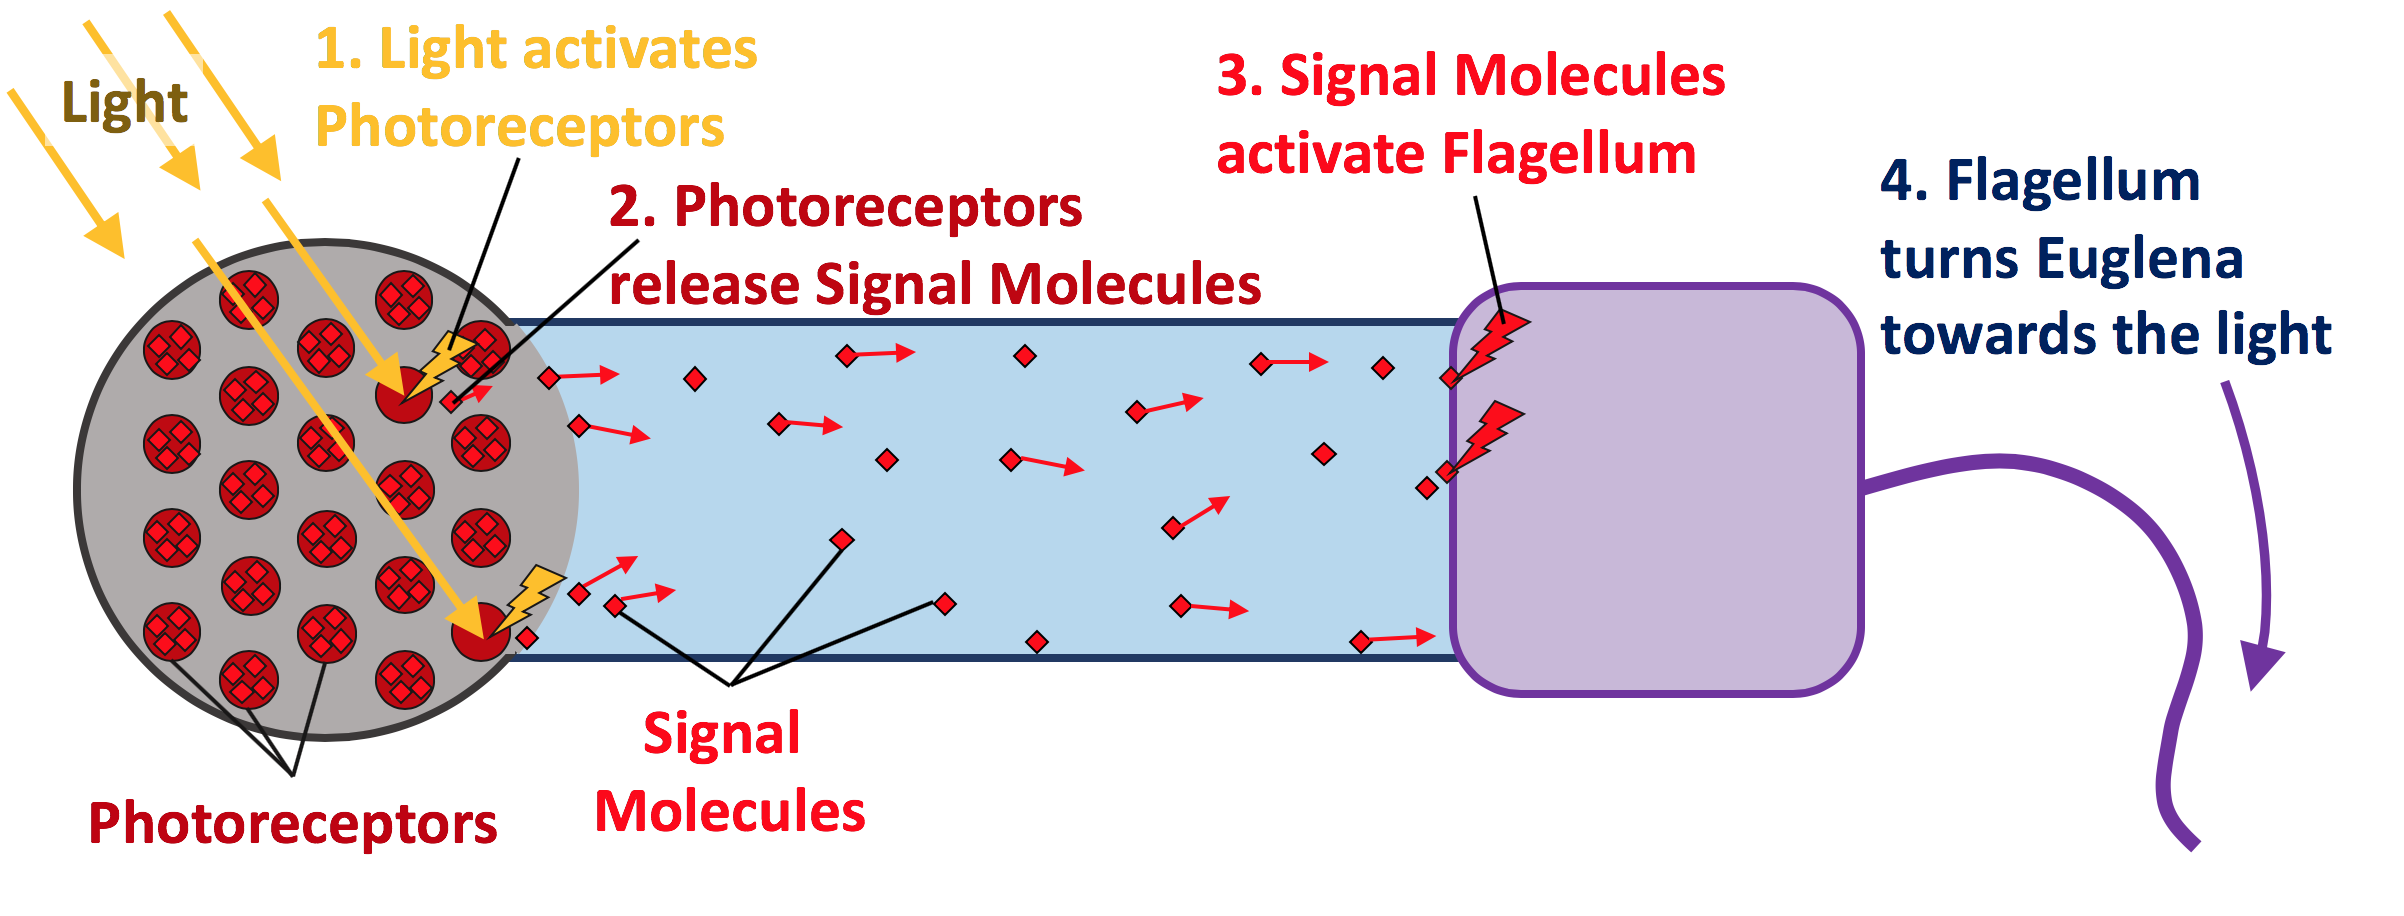 Light
1. Light activates
Photoreceptors
2. Photoreceptors
release Signal Molecules
3. Signal Molecules
activate Flagellum
4. Flagellum
turns Euglena
towards the light
Signal
Molecules
Photoreceptors